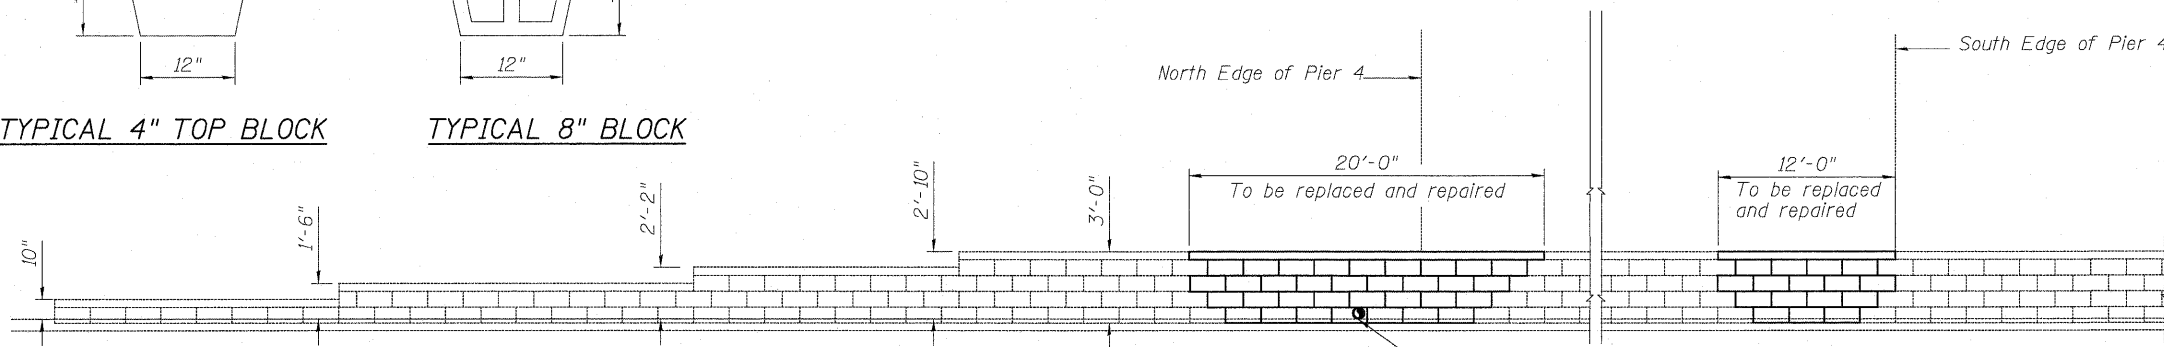 12"
12"
TYPICAL 4" TOP BLOCK
TYPICAL 8" BLOCK
North Edge of Pier 4
South Edge of Pier 4
10"
1'-6"
2'-2"
2'-10"
3'-0"
20'-0"
To be replaced and repaired
12'-0"
To be replaced
and repaired